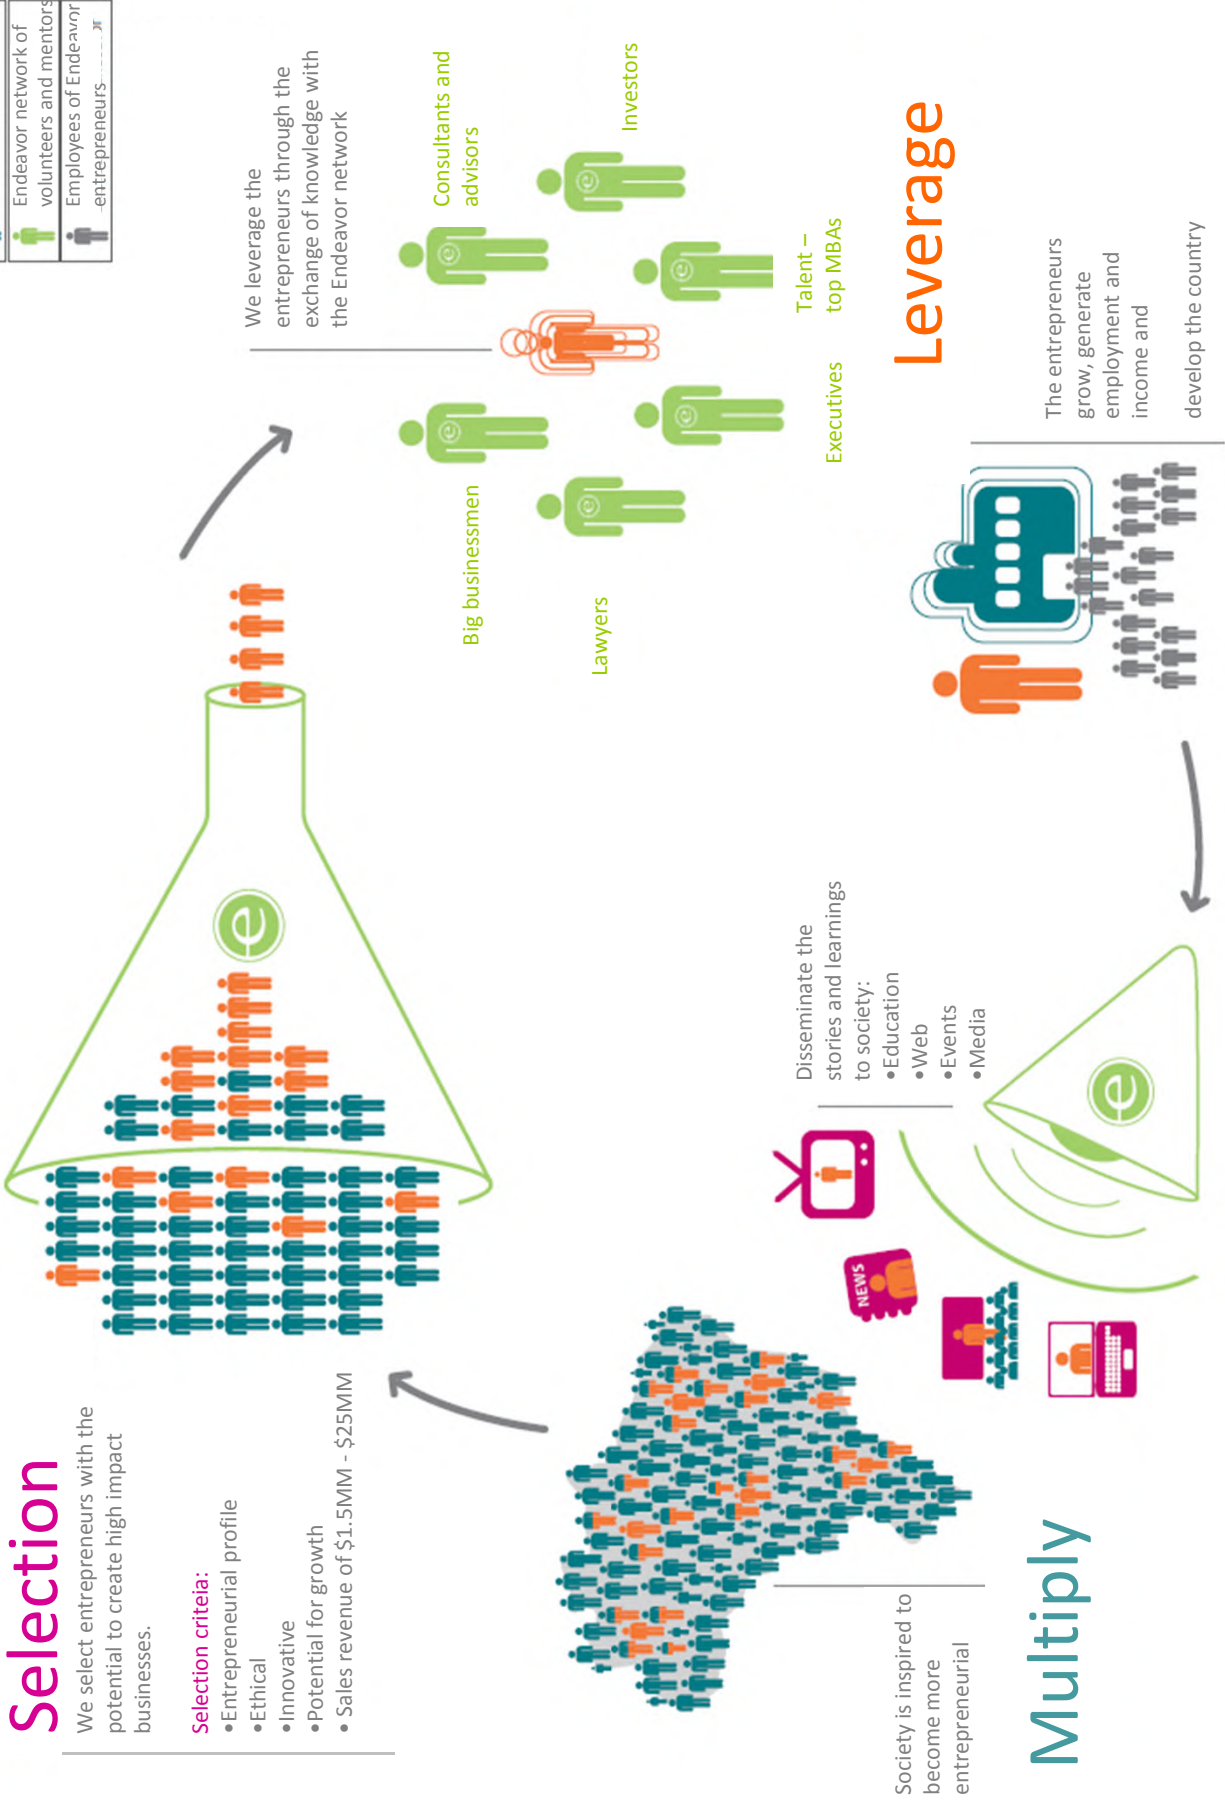 Endeavor network of
volunteers and mentors
Employees of Endeavor
entrepreneurs
Selection
We select entrepreneurs with the
potential to create high impact
businesses.
Selection criteia:
•Entrepreneurial profile
•Ethical
•Innovative
•Potential for growth
• Sales revenue of $1.5MM - $25MM
e
We leverage the
entrepreneurs through the
exchange of knowledge with
the Endeavor network
Consultants and
advisors
Big businessmen
Investors
Lawyers
Talent –
top MBAs
Executives
e
e
e
e
e
e
Leverage
The entrepreneurs
grow, generate
employment and
income and
develop the country
Disseminate the
stories and learnings
to society:
•Education
•Web
•Events
•Media
NEWS
e
Society is inspired to
become more
entrepreneurial
Multiply